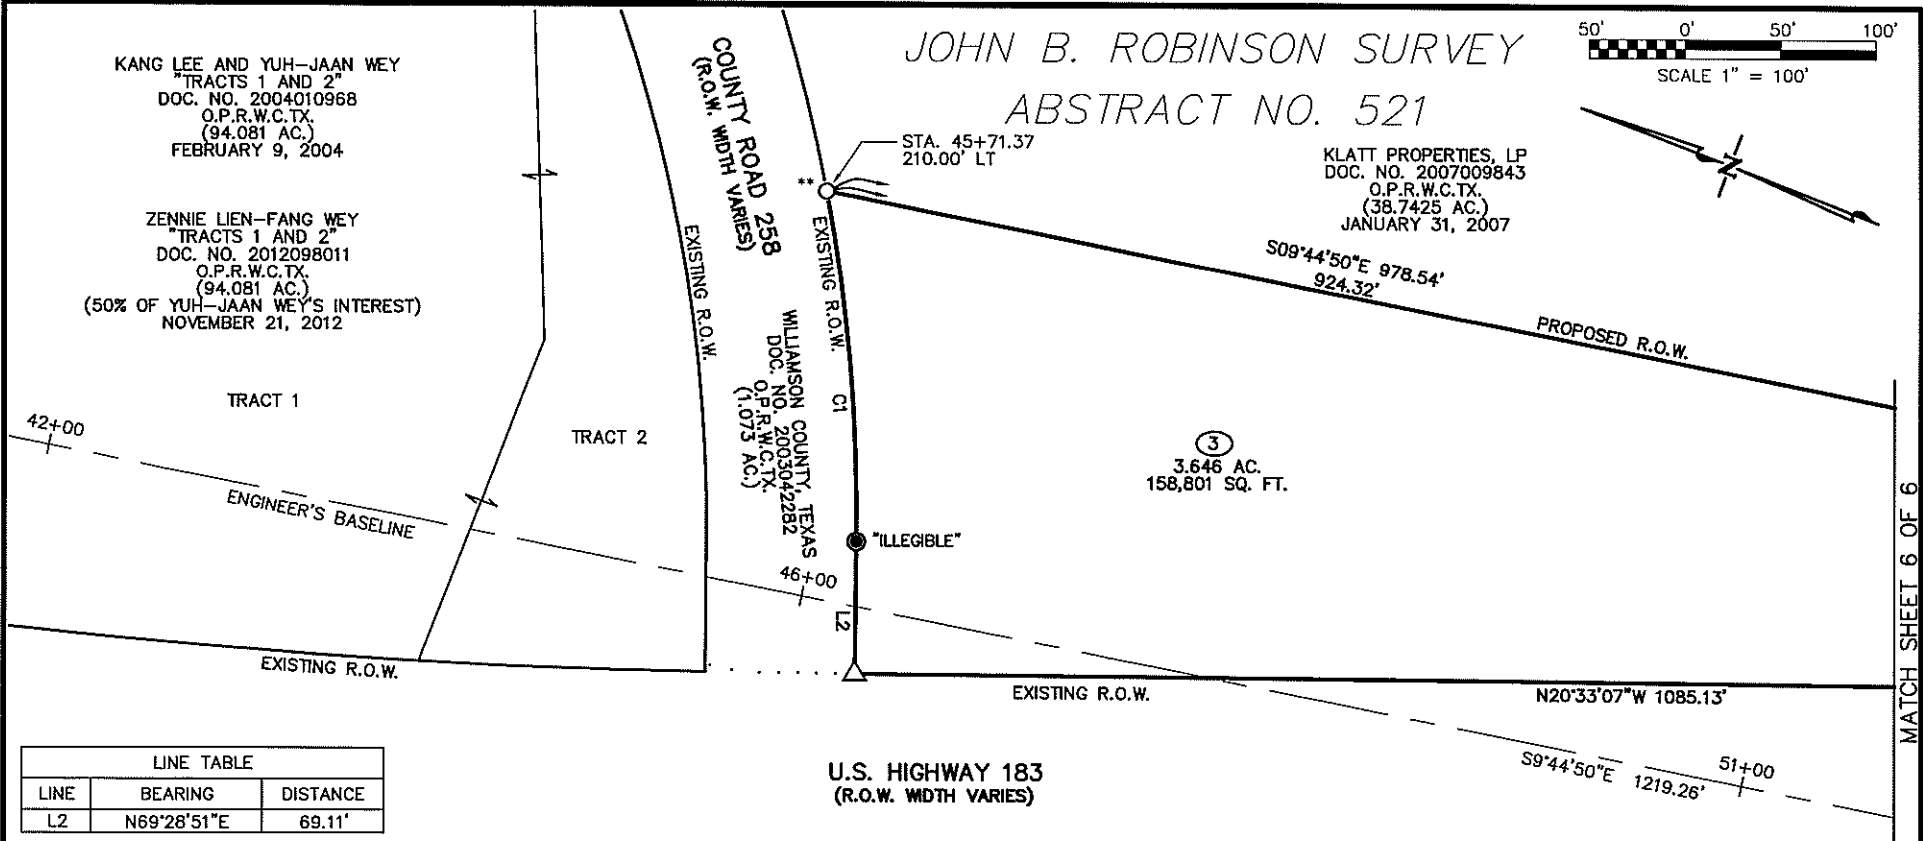 KANG LEE AND YUH-JAAN WEY
"TRACTS 1 AND 2"
DOC. NO. 2004010968
O.P.R.W.C.TX.
(94.081 AC.)
FEBRUARY 9, 2004
ZENNIE LIEN-FANG WEY
"TRACTS 1 AND 2"
DOC. NO. 2012098011
O.P.R.W.C.TX.
(94.081 AC.)
(50% OF YUH-JAAN WEY'S INTEREST)
NOVEMBER 21, 2012
TRACT 1
TRACT 2
42+00
ENGINEER'S BASELINE
EXISTING R.O.W.
COUNTY ROAD 258
(R.O.W. WIDTH VARIES)
EXISTING R.O.W.
EXISTING R.O.W.
C1
WILLIAMSON COUNTY, TEXAS
DOC. NO. 2003042282
O.P.R.W.C.TX.
(1.073 AC.)
46+00
L2
"ILLEGIBLE"
JOHN B. ROBINSON SURVEY
ABSTRACT NO. 521
**
STA. 45+71.37
210.00' LT
50' 0' 50' 100'
SCALE 1" = 100'
N
KLATT PROPERTIES, LP
DOC. NO. 2007009843
O.P.R.W.C.TX.
(38.7425 AC.)
JANUARY 31, 2007
S09°44'50"E 978.54'
924.32'
PROPOSED R.O.W.
3
3.646 AC.
158,801 SQ. FT.
EXISTING R.O.W.
N20°33'07"W 1085.13'
S9°44'50"E 1219.26'
51+00
MATCH SHEET 6 OF 6
U.S. HIGHWAY 183
(R.O.W. WIDTH VARIES)
LINE TABLE
LINE BEARING DISTANCE
L2 N69°28'51"E 69.11'